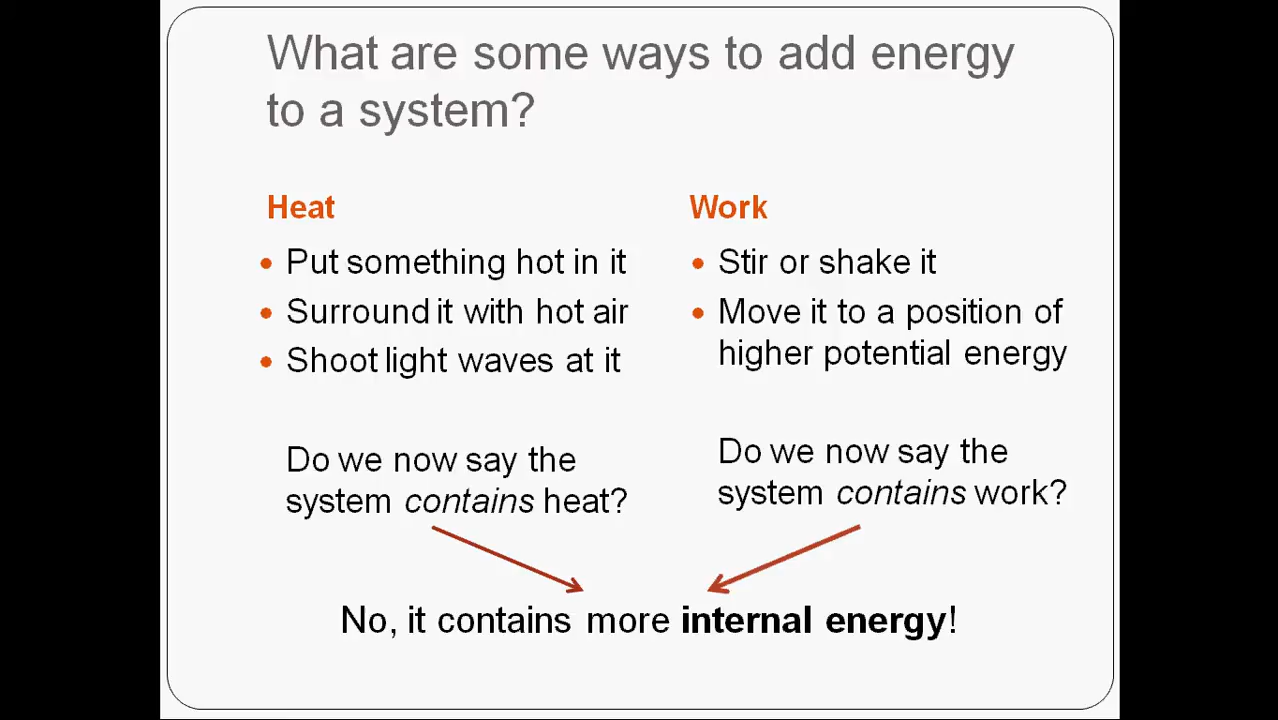 What are some ways to add energy
to a system?
Heat
• Put something hot in it
• Surround it with hot air
• Shoot light waves at it
Do we now say the
system contains heat?
Work
• Stir or shake it
• Move it to a position of
higher potential energy
Do we now say the
system contains work?
No, it contains more internal energy!